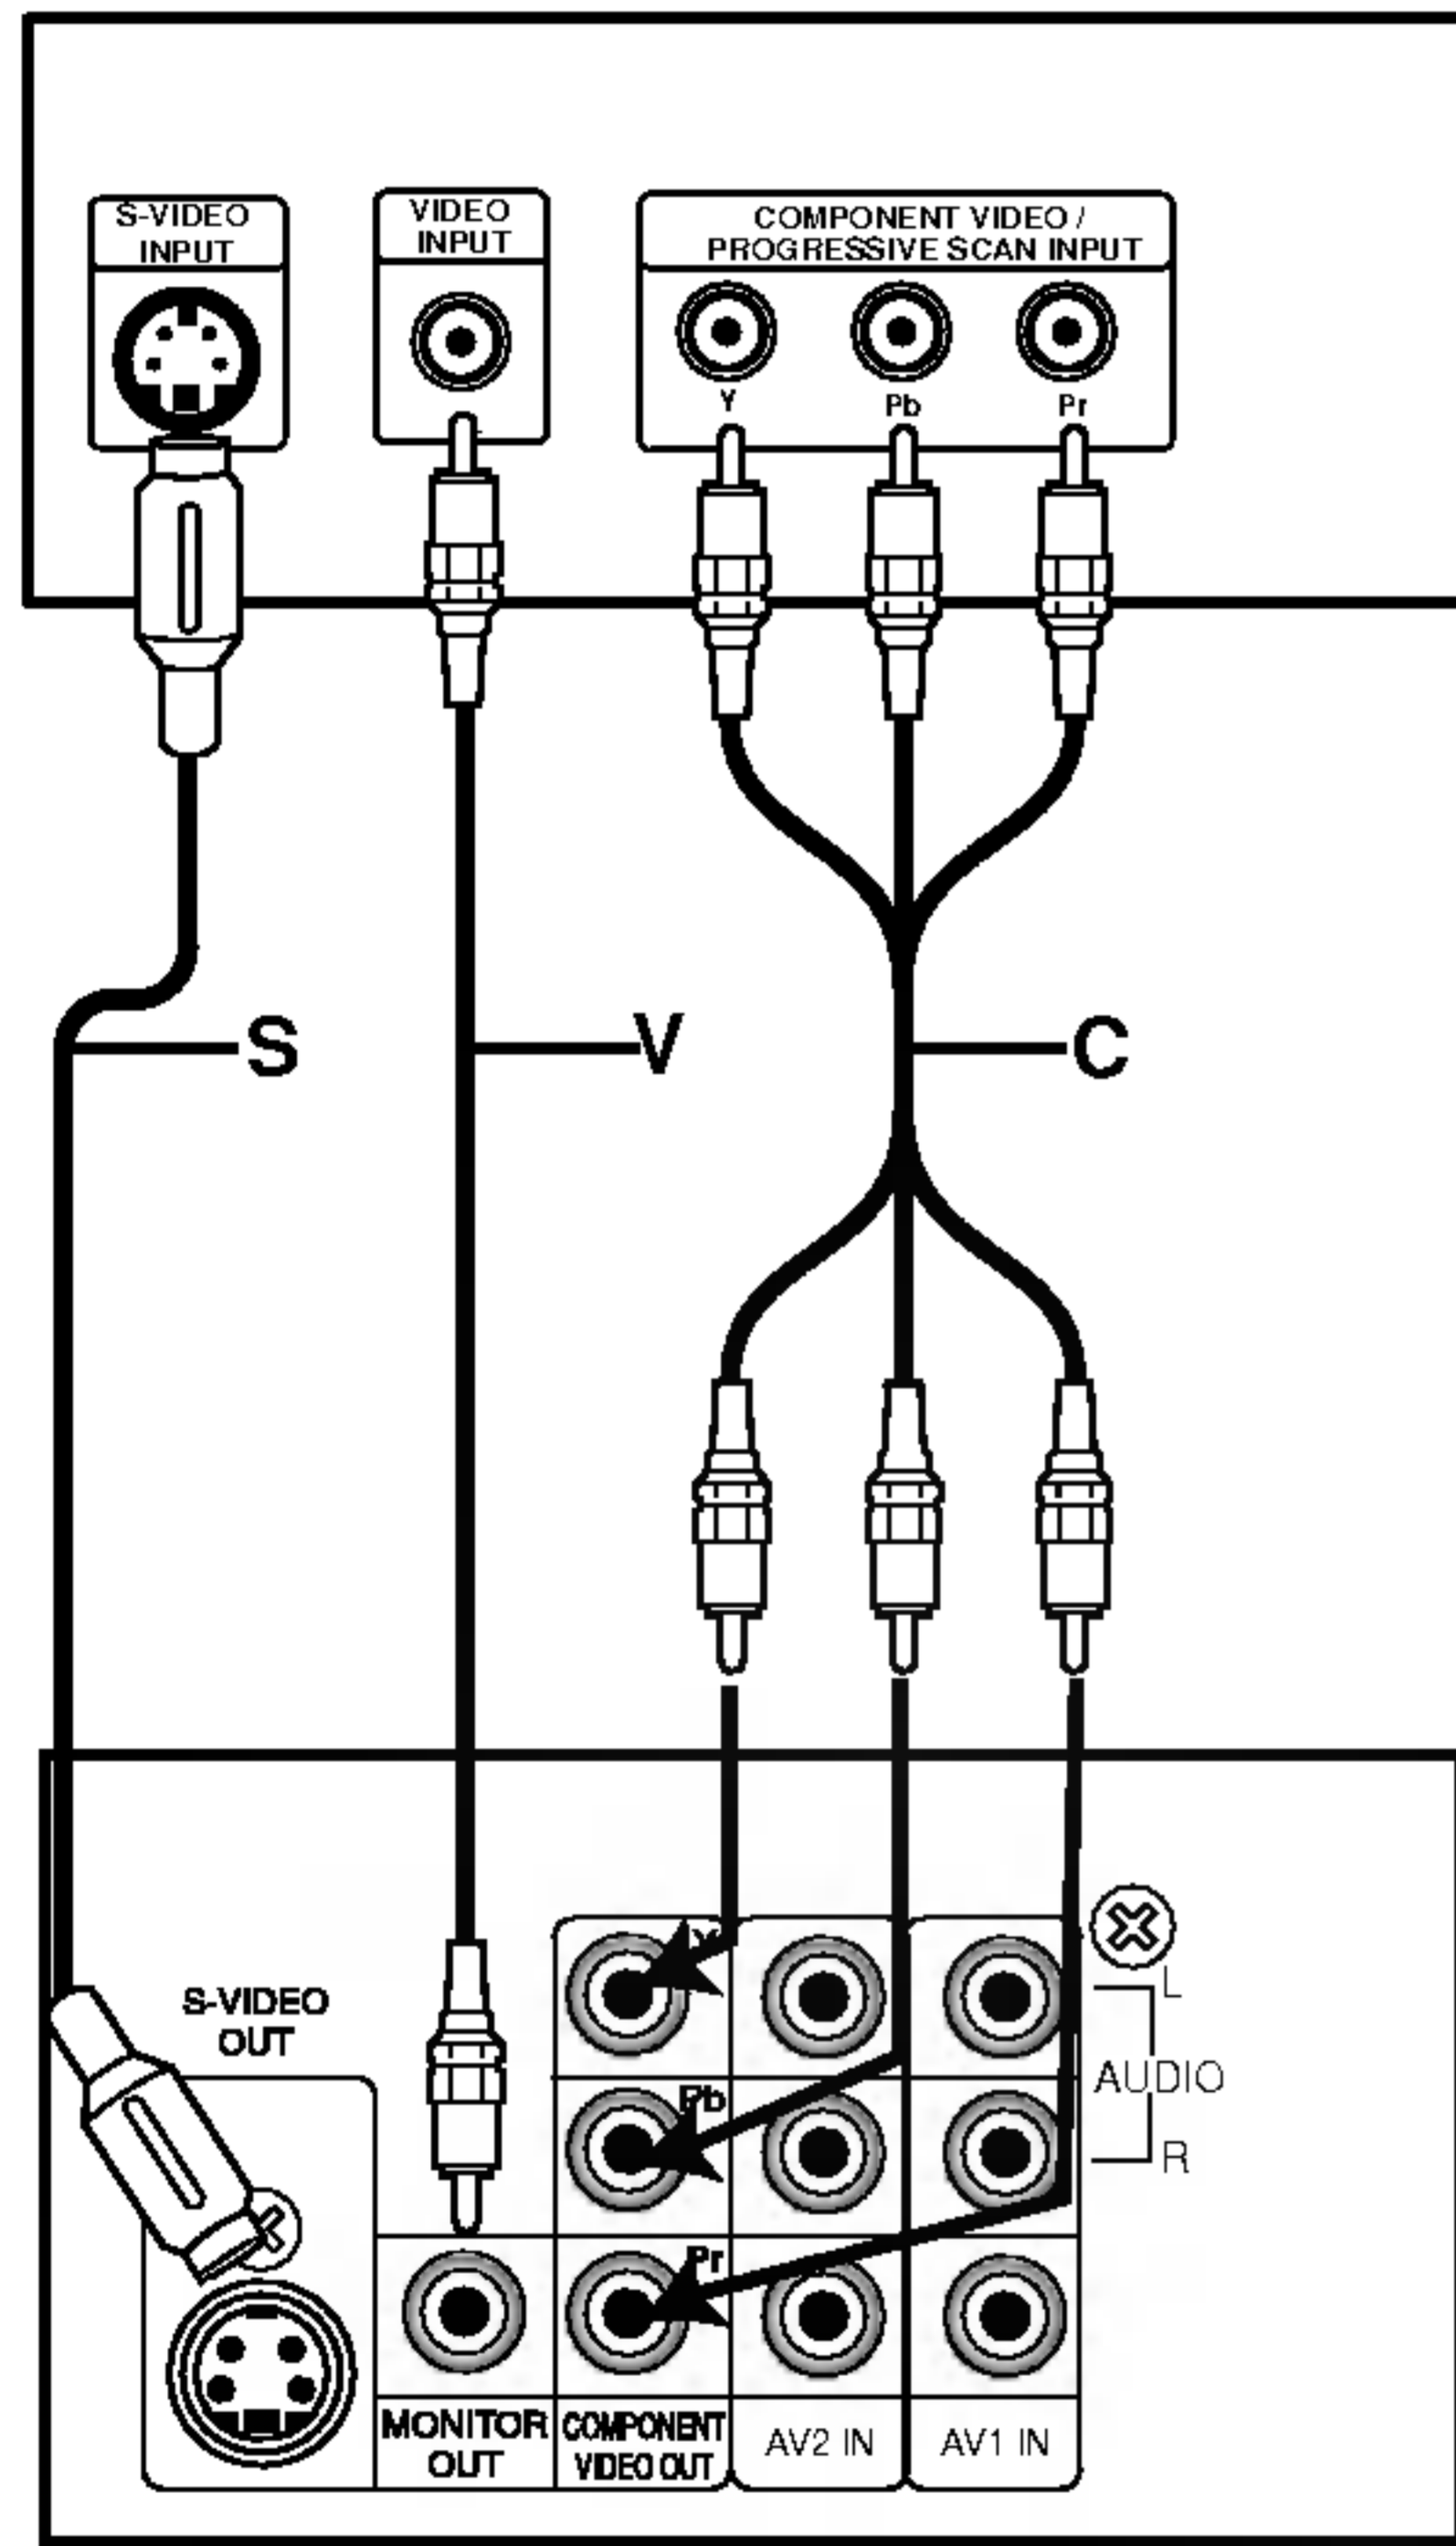 S-VIDEO
INPUT
VIDEO
INPUT
COMPONENT VIDEO /
PROGRESSIVE SCAN INPUT
Y
Pb
Pr
S
V
C
S-VIDEO
OUT
Y
Pb
Pr
L
AUDIO
R
MONITOR
OUT
COMPONENT
VIDEO OUT
AV2 IN
AV1 IN